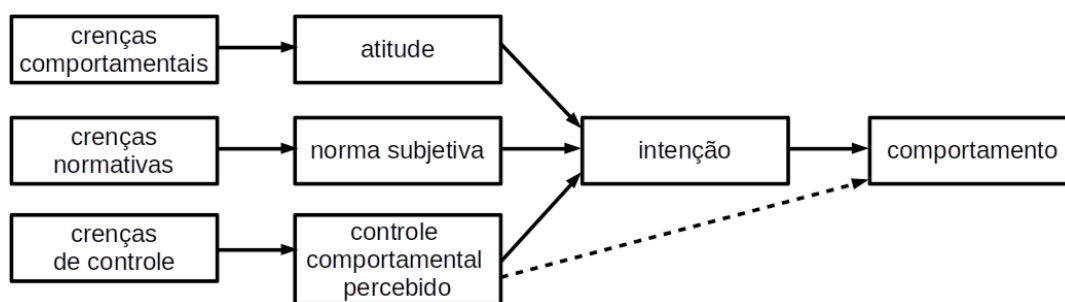 crenças
comportamentais
atitude
crenças
normativas
norma subjetiva
intenção
comportamento
crenças
de controle
controle
comportamental
percebido